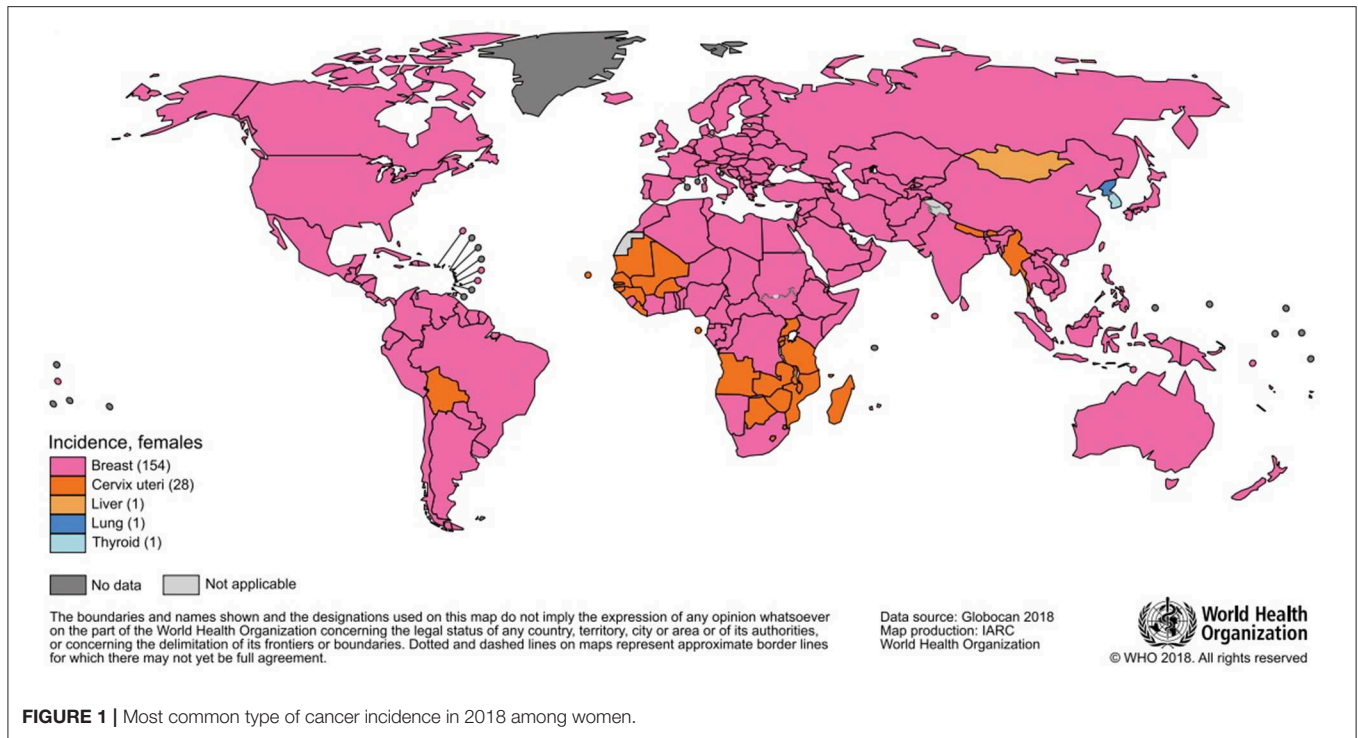 Incidence, females
Breast (154)
Cervix uteri (28)
Liver (1)
Lung (1)
Thyroid (1)
No data
Not applicable
The boundaries and names shown and the designations used on this map do not imply the expression of any opinion whatsoever
on the part of the World Health Organization concerning the legal status of any country, territory, city or area or of its authorities,
or concerning the delimitation of its frontiers or boundaries. Dotted and dashed lines on maps represent approximate border lines
for which there may not yet be full agreement.
Data source: Globocan 2018
Map production: IARC
World Health Organization
World Health
Organization
© WHO 2018. All rights reserved
FIGURE 1 | Most common type of cancer incidence in 2018 among women.